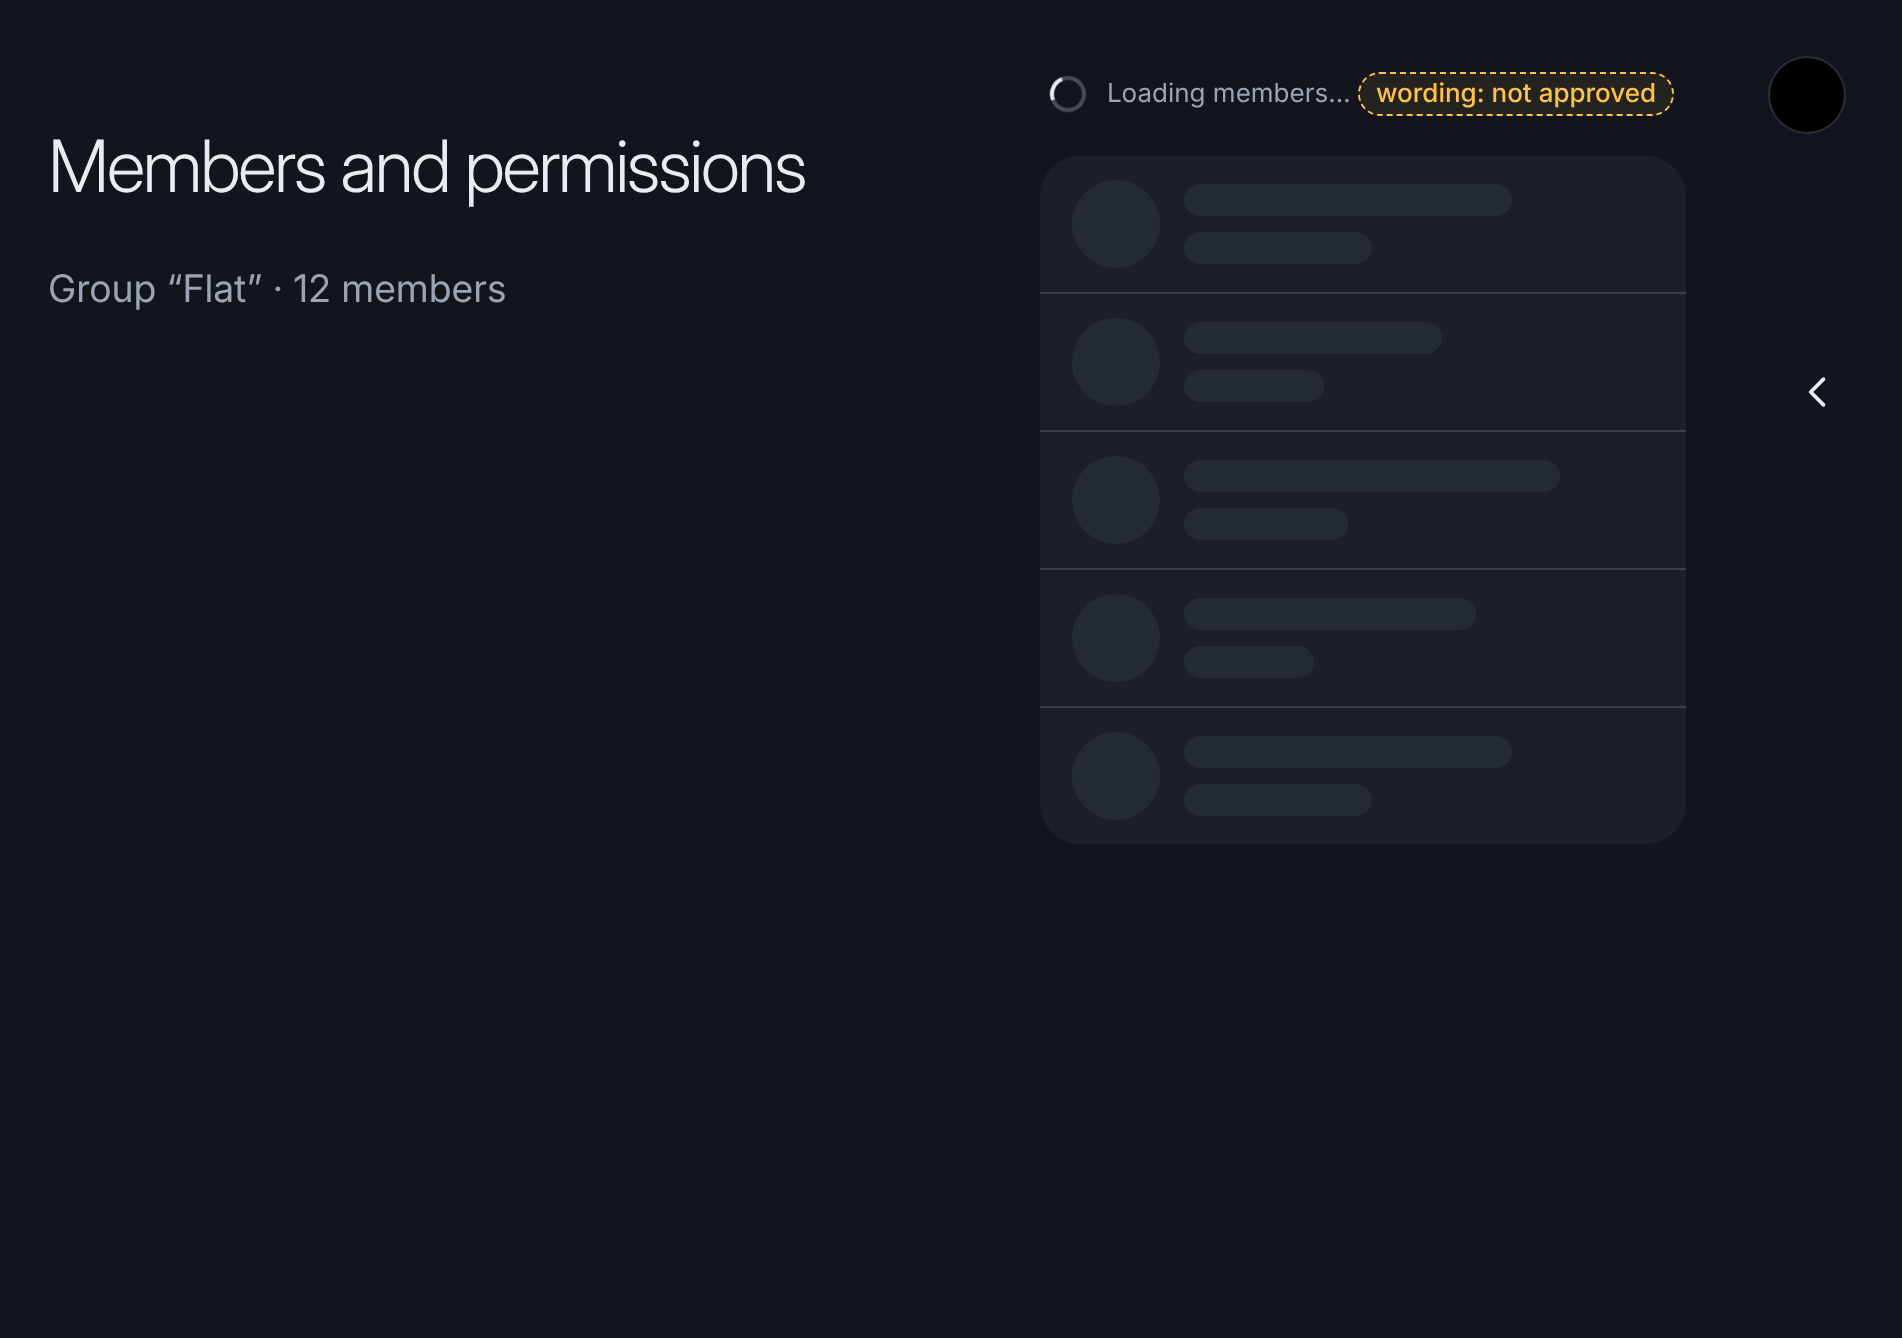 Members and permissions
Group “Flat” · 12 members
Loading members… wording: not approved